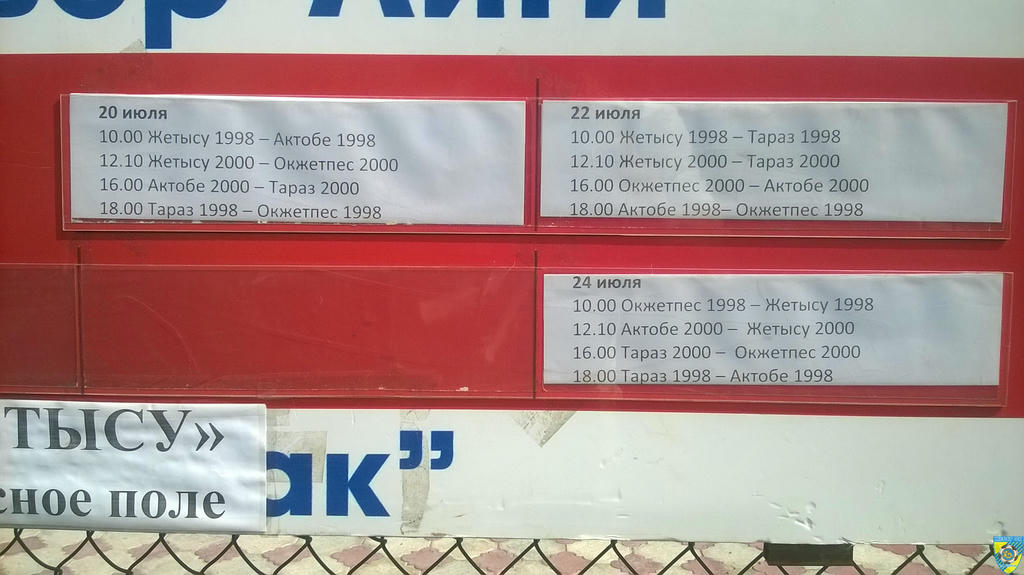 20 июля
10.00 Жетысу 1998 – Актобе 1998
12.10 Жетысу 2000 – Окжетпес 2000
16.00 Актобе 2000 – Тараз 2000
18.00 Тараз 1998 – Окжетпес 1998
22 июля
10.00 Жетысу 1998 – Тараз 1998
12.10 Жетысу 2000 – Тараз 2000
16.00 Окжетпес 2000 – Актобе 2000
18.00 Актобе 1998– Окжетпес 1998
24 июля
10.00 Окжетпес 1998 – Жетысу 1998
12.10 Актобе 2000 – Жетысу 2000
16.00 Тараз 2000 – Окжетпес 2000
18.00 Тараз 1998 – Актобе 1998
ТЫСУ»
сное поле
ак”